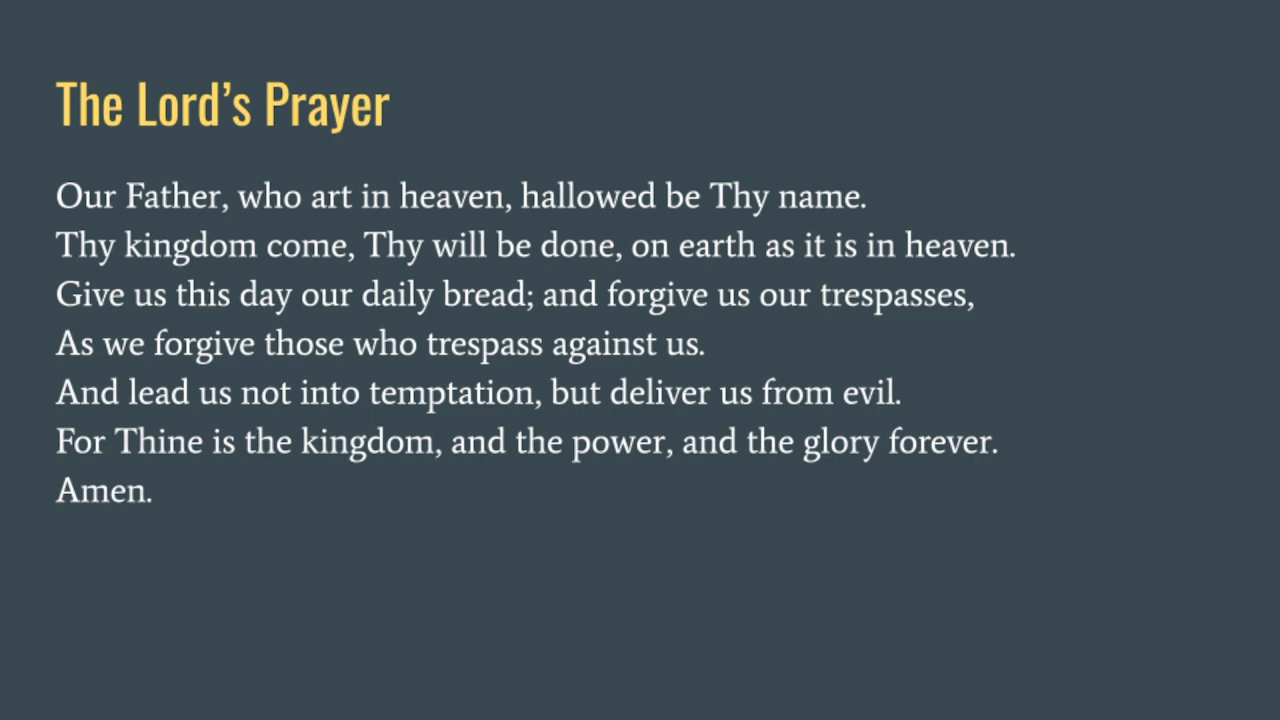 The Lord’s Prayer
Our Father, who art in heaven, hallowed be Thy name.
Thy kingdom come, Thy will be done, on earth as it is in heaven.
Give us this day our daily bread; and forgive us our trespasses,
As we forgive those who trespass against us.
And lead us not into temptation, but deliver us from evil.
For Thine is the kingdom, and the power, and the glory forever.
Amen.